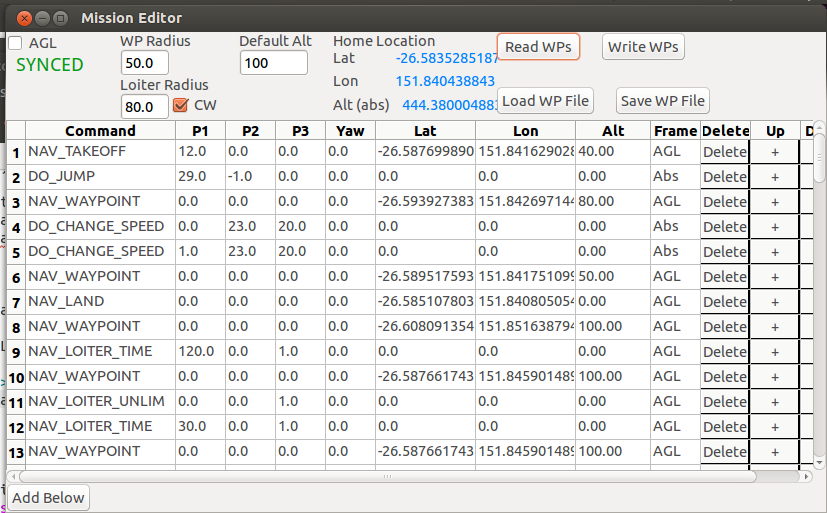 Mission Editor
AGL WP Radius Default Alt Home Location
SYNCED 50.0 100 Lat -26.5835285187 Read WPs Write WPs
Loiter Radius Lon 151.840438843
80.0 CW Alt (abs) 444.380004883 Load WP File Save WP File
Command P1 P2 P3 Yaw Lat Lon Alt Frame Delete Up D
1 NAV_TAKEOFF 12.0 0.0 0.0 0.0 -26.587699890 151.841629028 40.00 AGL Delete +
2 DO_JUMP 29.0 -1.0 0.0 0.0 0.0 0.0 0.00 Abs Delete +
3 NAV_WAYPOINT 0.0 0.0 0.0 0.0 -26.593927383 151.842697144 80.00 AGL Delete +
4 DO_CHANGE_SPEED 0.0 23.0 20.0 0.0 0.0 0.0 0.00 Abs Delete +
5 DO_CHANGE_SPEED 1.0 23.0 20.0 0.0 0.0 0.0 0.00 Abs Delete +
6 NAV_WAYPOINT 0.0 0.0 0.0 0.0 -26.589517593 151.841751099 50.00 AGL Delete +
7 NAV_LAND 0.0 0.0 0.0 0.0 -26.585107803 151.840805054 0.00 AGL Delete +
8 NAV_WAYPOINT 0.0 0.0 0.0 0.0 -26.608091354 151.851638794 100.00 AGL Delete +
9 NAV_LOITER_TIME 120.0 0.0 1.0 0.0 0.0 0.0 0.00 AGL Delete +
10 NAV_WAYPOINT 0.0 0.0 0.0 0.0 -26.587661743 151.845901489 100.00 AGL Delete +
11 NAV_LOITER_UNLIM 0.0 0.0 1.0 0.0 0.0 0.0 0.00 AGL Delete +
12 NAV_LOITER_TIME 30.0 0.0 1.0 0.0 0.0 0.0 0.00 AGL Delete +
13 NAV_WAYPOINT 0.0 0.0 0.0 0.0 -26.587661743 151.845901489 100.00 AGL Delete +
Add Below